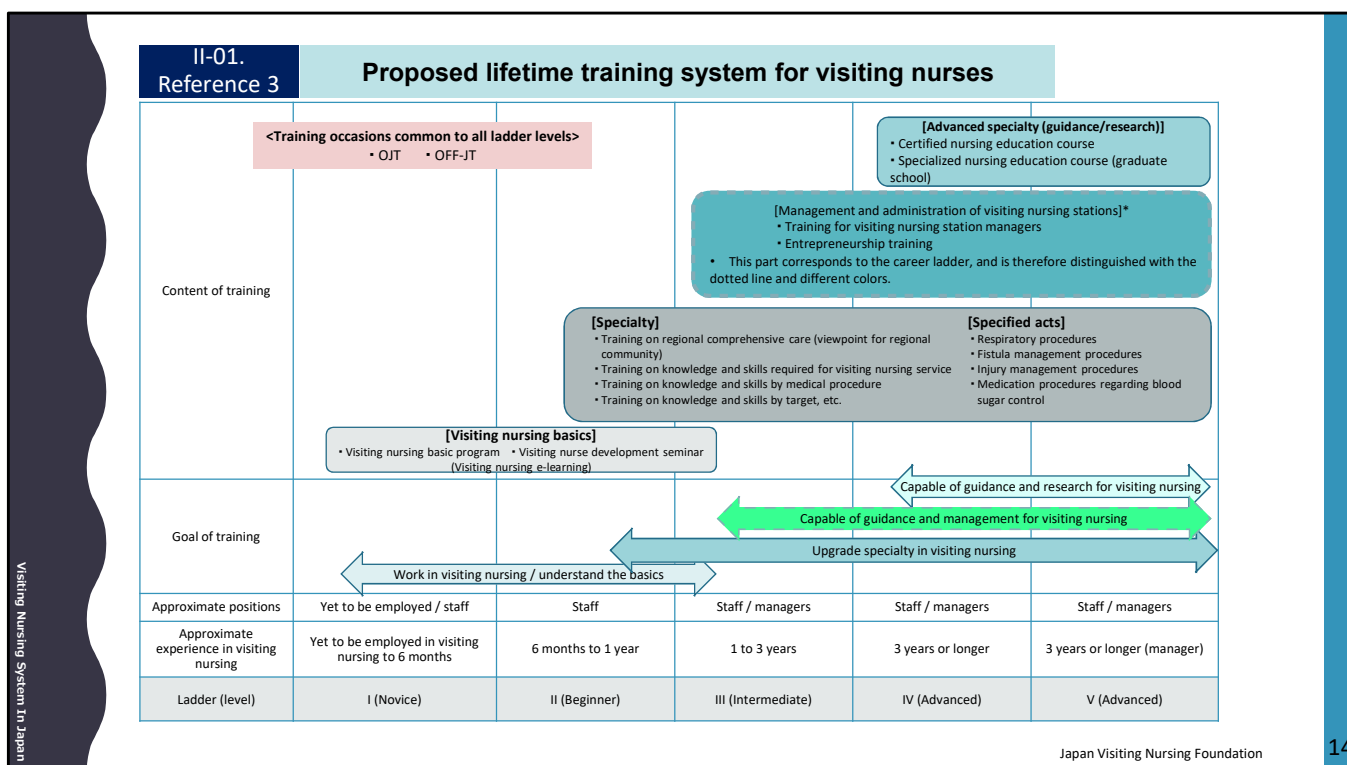 II-01.
Reference 3
Proposed lifetime training system for visiting nurses
Content of training
<Training occasions common to all ladder levels>
・OJT ・OFF-JT
[Advanced specialty (guidance/research)]
• Certified nursing education course
• Specialized nursing education course (graduate
school)
[Management and administration of visiting nursing stations]*
• Training for visiting nursing station managers
• Entrepreneurship training
• This part corresponds to the career ladder, and is therefore distinguished with the
dotted line and different colors.
[Specialty]
・Training on regional comprehensive care (viewpoint for regional
community)
・Training on knowledge and skills required for visiting nursing service
・Training on knowledge and skills by medical procedure
・Training on knowledge and skills by target, etc.
[Specified acts]
・Respiratory procedures
・Fistula management procedures
・Injury management procedures
・Medication procedures regarding blood
sugar control
[Visiting nursing basics]
・Visiting nursing basic program ・Visiting nurse development seminar
(Visiting nursing e-learning)
Goal of training
Capable of guidance and research for visiting nursing
Capable of guidance and management for visiting nursing
Upgrade specialty in visiting nursing
Work in visiting nursing / understand the basics
Approximate positions
Yet to be employed / staff
Staff
Staff / managers
Staff / managers
Staff / managers
Approximate
experience in visiting
nursing
Yet to be employed in visiting
nursing to 6 months
6 months to 1 year
1 to 3 years
3 years or longer
3 years or longer (manager)
Ladder (level)
I (Novice)
II (Beginner)
III (Intermediate)
IV (Advanced)
V (Advanced)
Visiting Nursing System In Japan
Japan Visiting Nursing Foundation
14